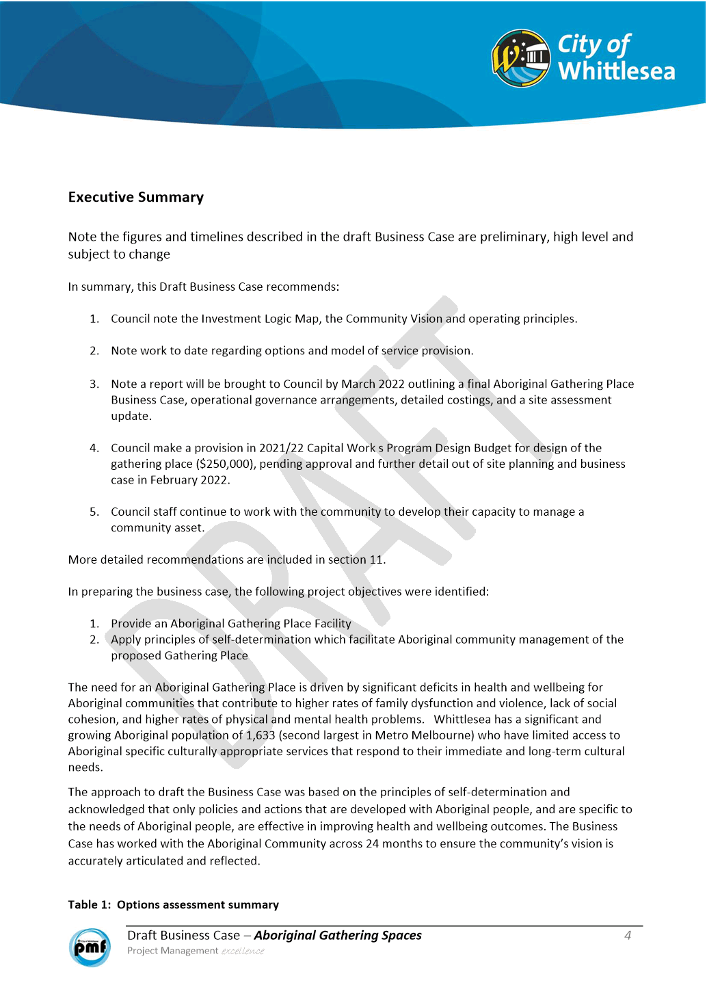 City of
Whittlesea
Executive Summary
Note the figures and timelines described in the draft Business Case are preliminary, high level and
subject to change
In summary, this Draft Business Case recommends:
1. Council note the Investment Logic Map, the Community Vision and operating principles.
2. Note work to date regarding options and model of service provision.
3. Note a report will be brought to Council by March 2022 outlining a final Aboriginal Gathering Place
Business Case, operational governance arrangements, detailed costings, and a site assessment
update.
4. Council make a provision in 2021/22 Capital Work s Program Design Budget for design of the
gathering place ($250,000), pending approval and further detail out of site planning and business
case in February 2022.
5. Council staff continue to work with the community to develop their capacity to manage a
community asset.
More detailed recommendations are included in section 11.
In preparing the business case, the following project objectives were identified:
1. Provide an Aboriginal Gathering Place Facility
2. Apply principles of self-determination which facilitate Aboriginal community management of the
proposed Gathering Place
The need for an Aboriginal Gathering Place is driven by significant deficits in health and wellbeing for
Aboriginal communities that contribute to higher rates of family dysfunction and violence, lack of social
cohesion, and higher rates of physical and mental health problems. Whittlesea has a significant and
growing Aboriginal population of 1,633 (second largest in Metro Melbourne) who have limited access to
Aboriginal specific culturally appropriate services that respond to their immediate and long-term cultural
needs.
The approach to draft the Business Case was based on the principles of self-determination and
acknowledged that only policies and actions that are developed with Aboriginal people, and are specific to
the needs of Aboriginal people, are effective in improving health and wellbeing outcomes. The Business
Case has worked with the Aboriginal Community across 24 months to ensure the community's vision is
accurately articulated and reflected.
Table 1: Options assessment summary
Draft Business Case – Aboriginal Gathering Spaces 4
Project Management excellence
City of Whittlesea
pmf
DRAFT